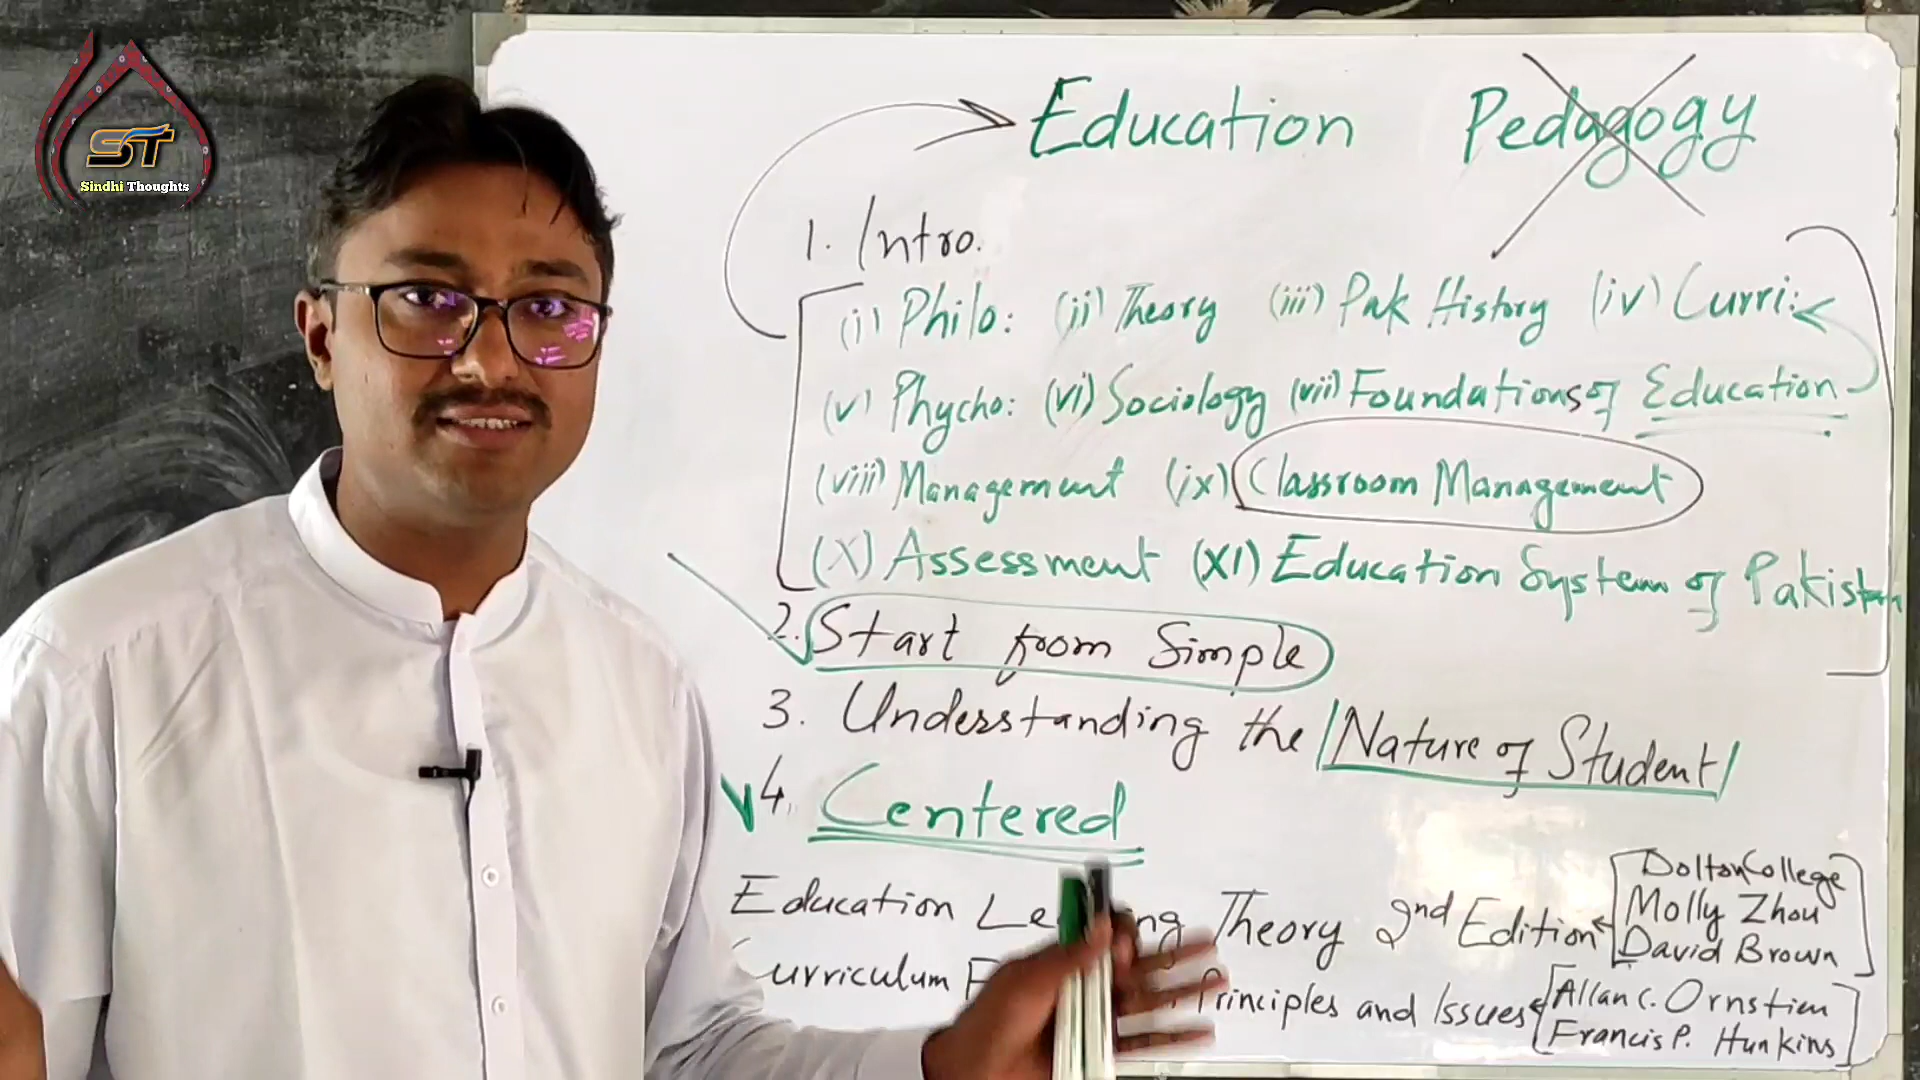 ST
Sindhi Thoughts
Education Pedagogy
1. Intro.
(i) Philo: (ii) Theory (iii) Pak History (iv) Curri:
(v) Phycho: (vi) Sociology (vii) Foundations of Education
(viii) Management (ix) Classroom Management
(X) Assessment (XI) Education System of Pakistan
2. Start from Simple
3. Understanding the Nature of Student
4. Centered
Education Theory 2nd Edition
Dolton College
Molly Zhou
David Brown
Curriculum Principles and Issues
Allan C. Ornstien
Francis P. Hunkins